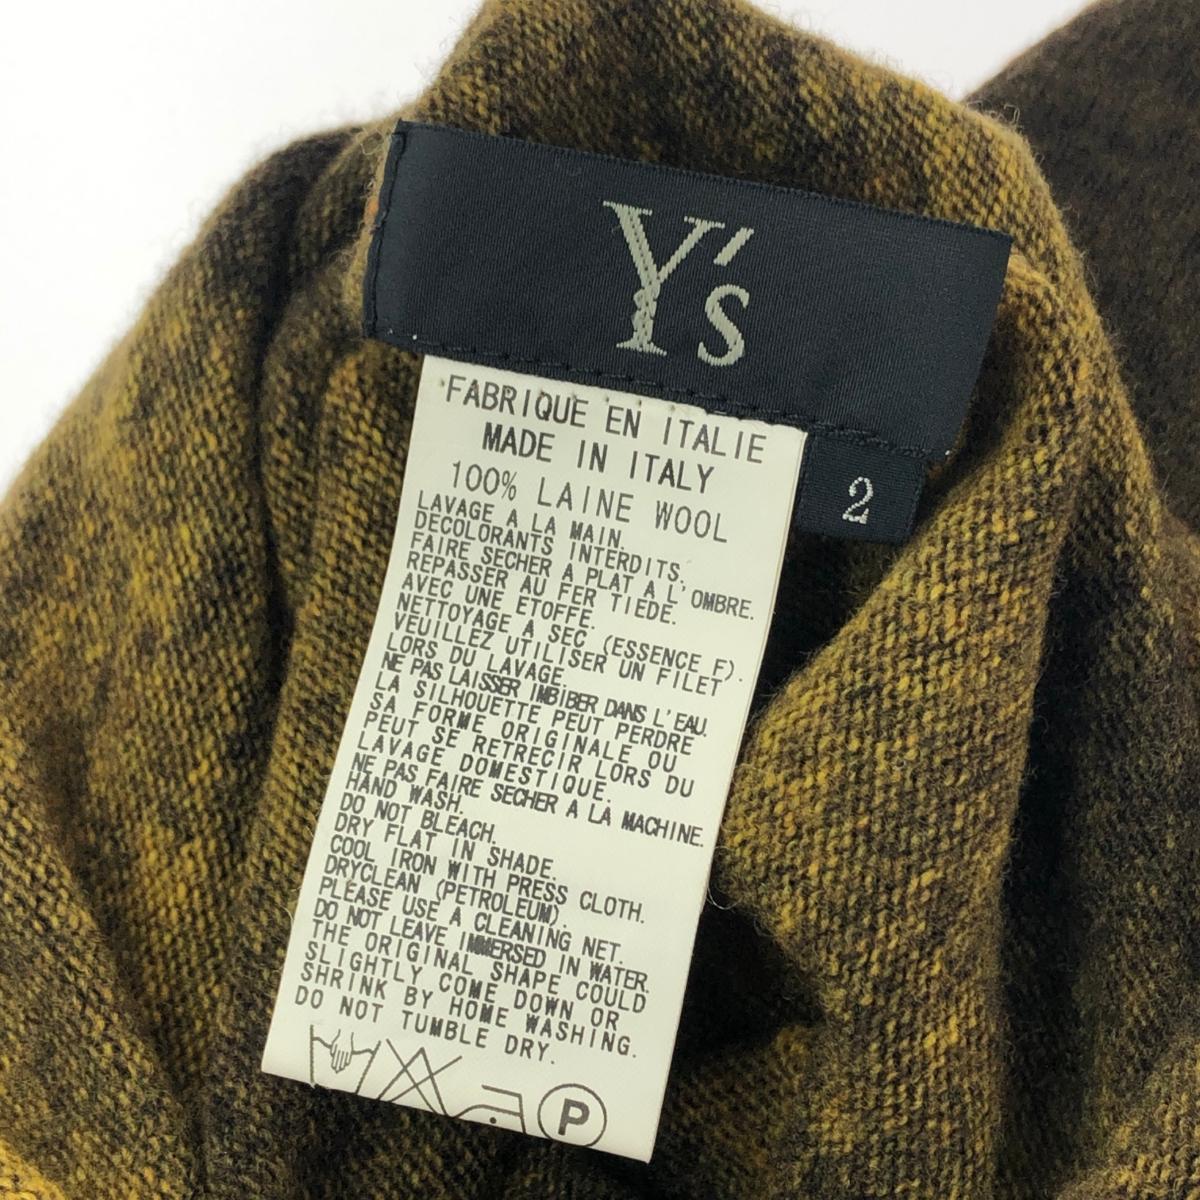 Y's
2
FABRIQUE EN ITALIE
MADE IN ITALY
100% LAINE WOOL
LAVAGE A LA MAIN.
DECOLORANTS INTERDITS.
FAIRE SECHER A PLAT A L'OMBRE.
REPASSER AU FER TIEDE.
AVEC UNE ETOFFE.
NETTOYAGE A SEC (ESSENCE F).
VEUILLEZ UTILISER UN FILET
LORS DU LAVAGE.
NE PAS LAISSER IMBIBER DANS L'EAU.
LA SILHOUETTE PEUT PERDRE
SA FORME ORIGINALE OU
PEUT SE RETRECIR LORS DU
LAVAGE DOMESTIQUE.
NE PAS FAIRE SECHER A LA MACHINE.
HAND WASH.
DO NOT BLEACH.
DRY FLAT IN SHADE.
COOL IRON WITH PRESS CLOTH.
DRYCLEAN (PETROLEUM).
PLEASE USE A CLEANING NET.
DO NOT LEAVE IMMERSED IN WATER.
THE ORIGINAL SHAPE COULD
SLIGHTLY COME DOWN OR
SHRINK BY HOME WASHING.
DO NOT TUMBLE DRY.
P